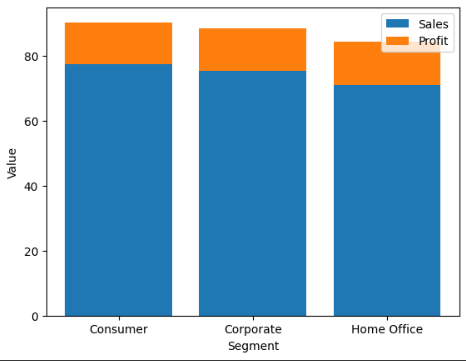 Sales
Profit
80
60
40
20
0
Value
Consumer
Corporate
Home Office
Segment